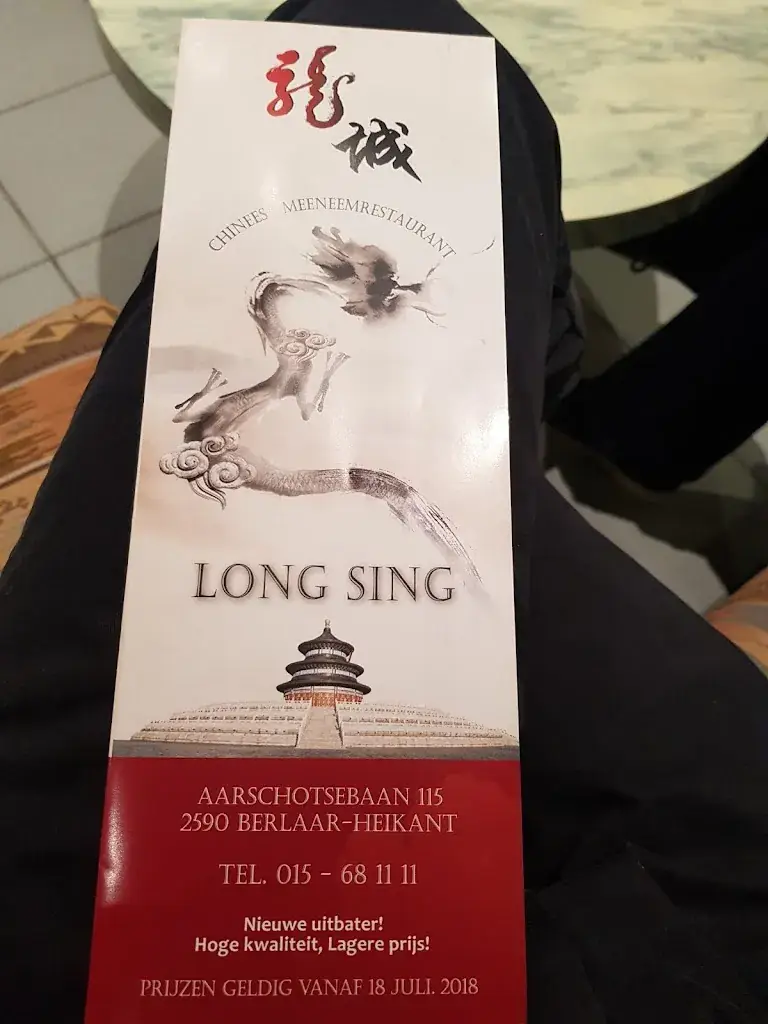 龍
誠
CHINEES MEENEEMRESTAURANT
LONG SING
AARSCHOTSEBAAN 115
2590 BERLAAR-HEIKANT
TEL. 015 - 68 11 11
Nieuwe uitbater!
Hoge kwaliteit, Lagere prijs!
PRIJZEN GELDIG VANAF 18 JULI. 2018